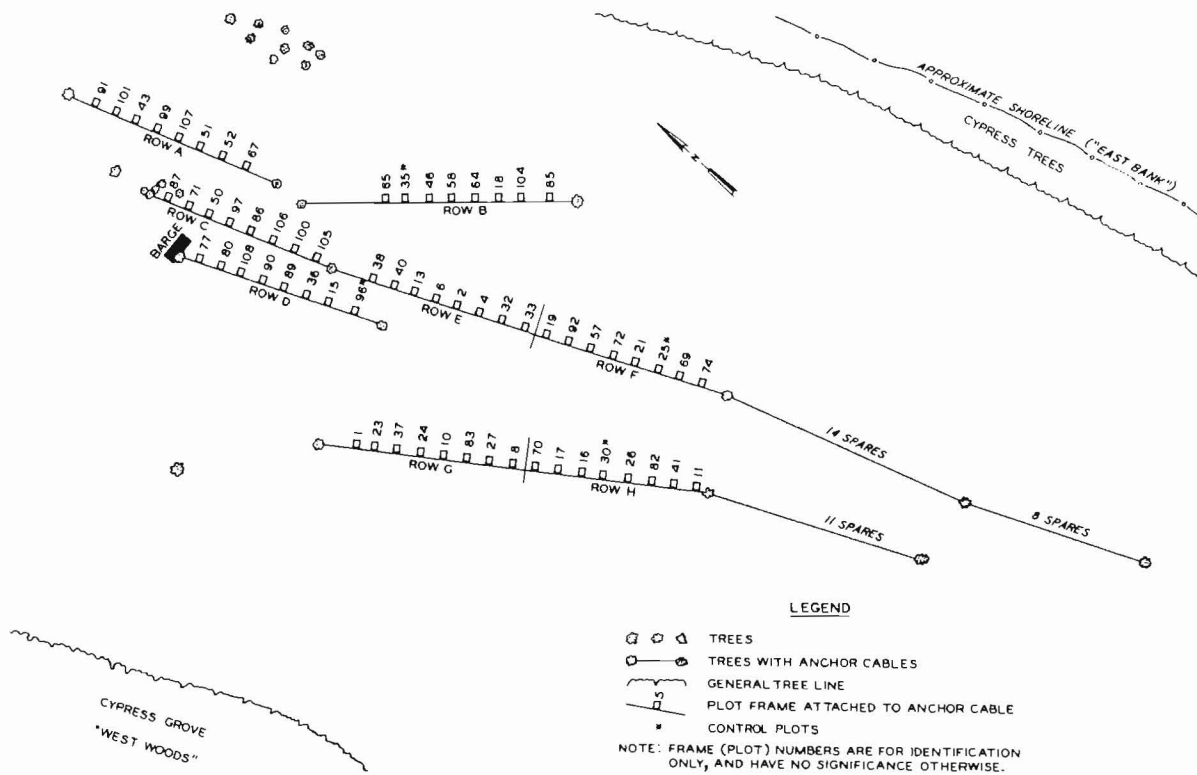 APPROXIMATE SHORELINE ("EAST BANK")
CYPRESS TREES
N
91 101 43 99 107 51 52 67
ROW A
65 35* 46 58 64 18 104 85
ROW B
87 71 50 97 86 106 100 105
ROW C
BARGE
77 80 108 90 89 36 15 96*
ROW D
38 40 13 6 2 4 32 33
ROW E
19 92 57 72 21 25* 69 74
ROW F
14 SPARES
8 SPARES
1 23 37 24 10 83 27 8
ROW G
70 17 16 30* 26 82 41 11
ROW H
11 SPARES
CYPRESS GROVE
"WEST WOODS"
LEGEND
TREES
TREES WITH ANCHOR CABLES
GENERAL TREE LINE
5 PLOT FRAME ATTACHED TO ANCHOR CABLE
* CONTROL PLOTS
NOTE: FRAME (PLOT) NUMBERS ARE FOR IDENTIFICATION
ONLY, AND HAVE NO SIGNIFICANCE OTHERWISE.